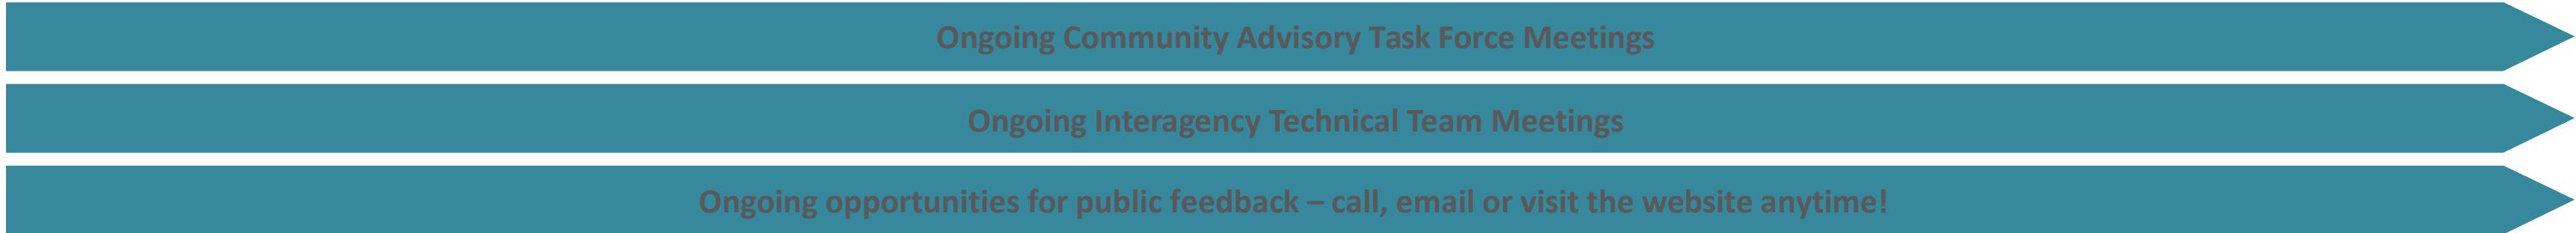 Ongoing Community Advisory Task Force Meetings
Ongoing Interagency Technical Team Meetings
Ongoing opportunities for public feedback – call, email or visit the website anytime!